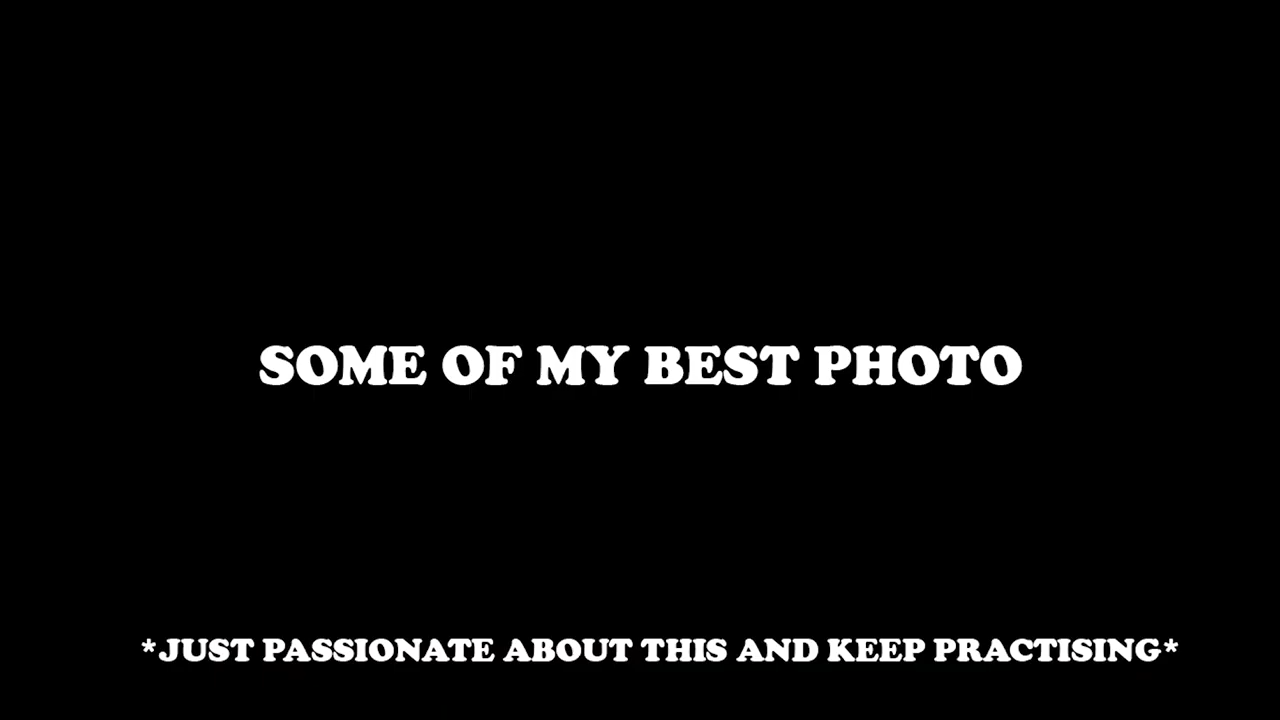 SOME OF MY BEST PHOTO
*JUST PASSIONATE ABOUT THIS AND KEEP PRACTISING*